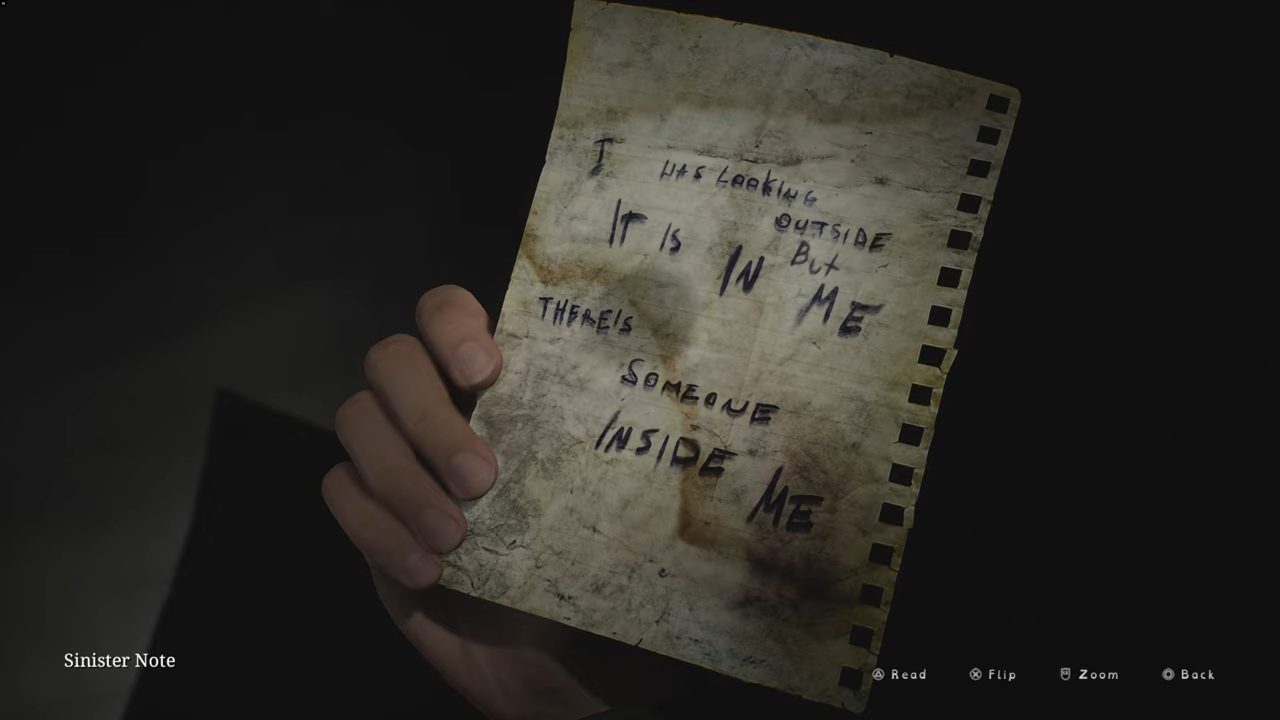 I WAS LOOKING
OUTSIDE
BUT
IT IS IN ME
THERE'S
SOMEONE
INSIDE ME
Sinister Note
Read Flip Zoom Back